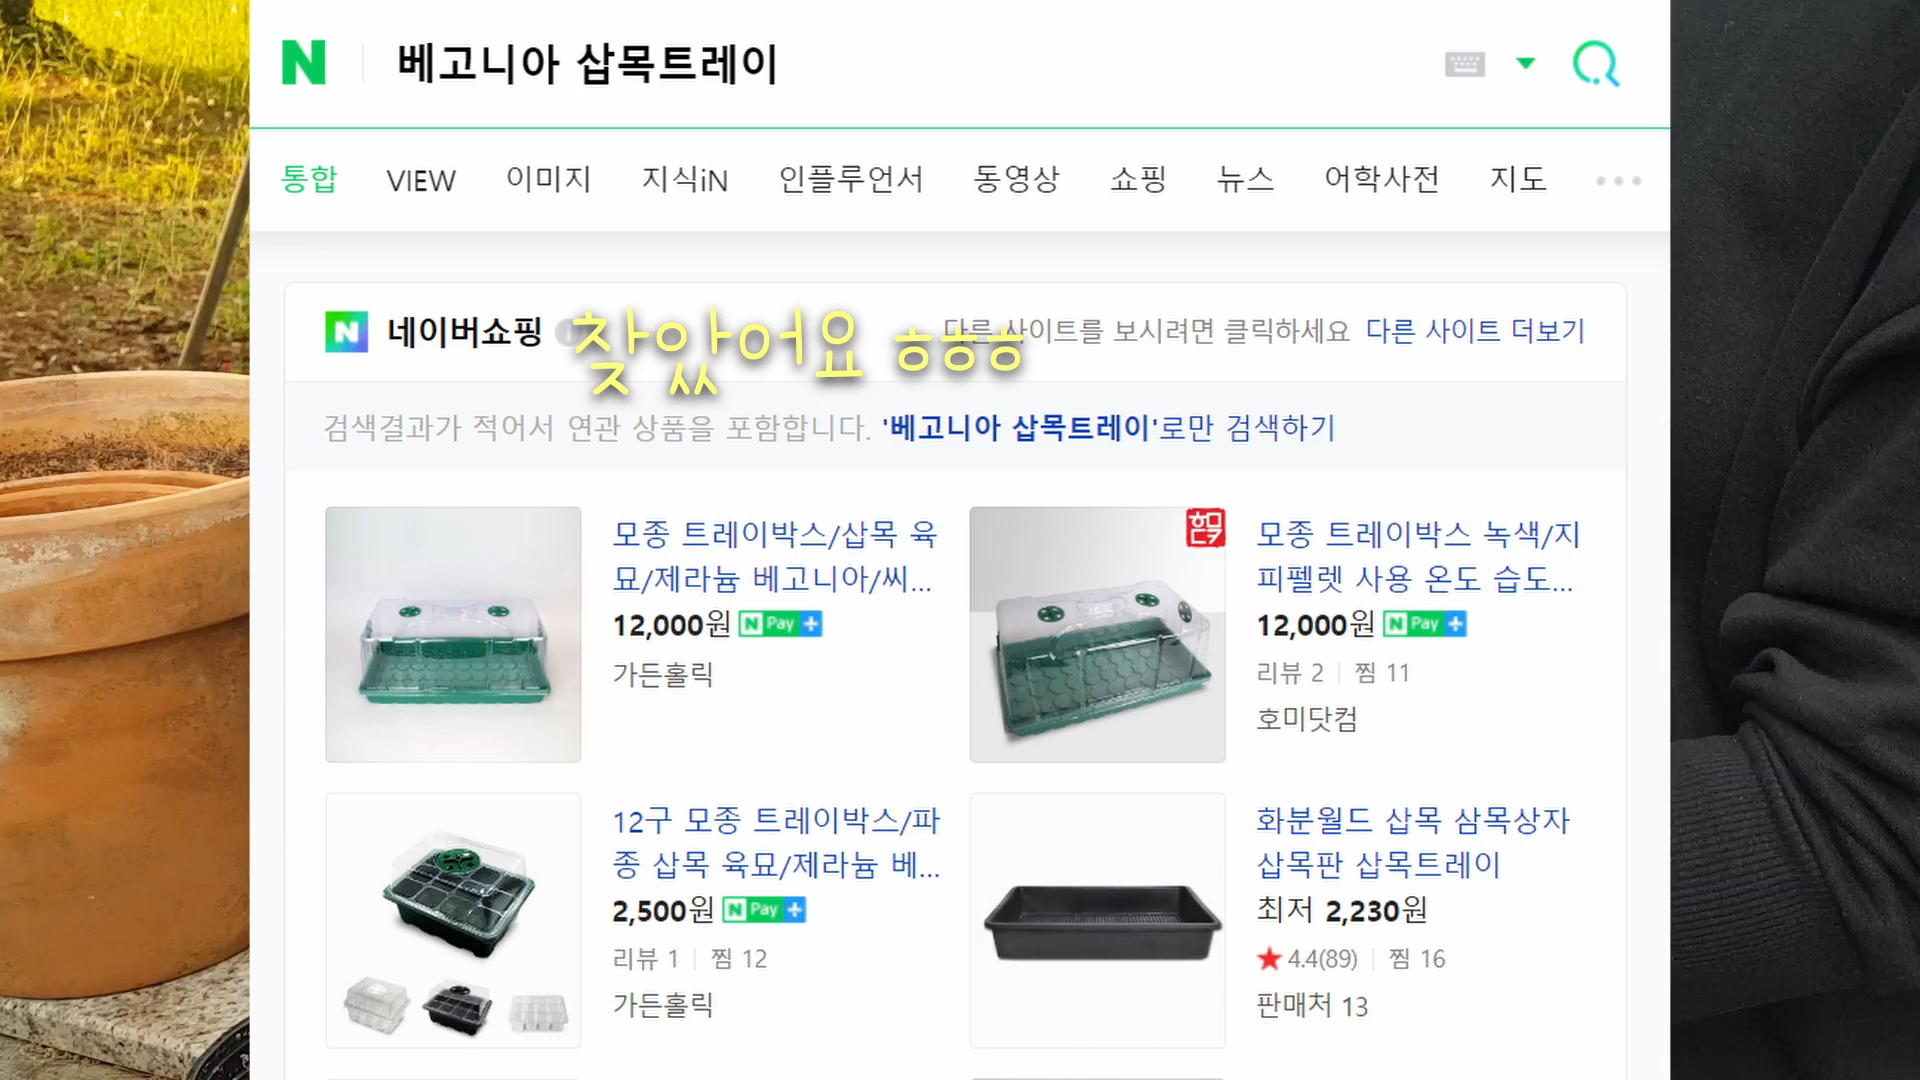 N 베고니아 삽목트레이
통합 VIEW 이미지 지식iN 인플루언서 동영상 쇼핑 뉴스 어학사전 지도
N 네이버쇼핑
찾았어요 ㅎㅎㅎ
다른 사이트를 보시려면 클릭하세요 다른 사이트 더보기
검색결과가 적어서 연관 상품을 포함합니다. '베고니아 삽목트레이'로만 검색하기
모종 트레이박스/삽목 육
묘/제라늄 베고니아/씨...
12,000원 N Pay +
가든홀릭
모종 트레이박스 녹색/지
피펠렛 사용 온도 습도...
12,000원 N Pay +
리뷰 2 찜 11
호미닷컴
12구 모종 트레이박스/파
종 삽목 육묘/제라늄 베...
2,500원 N Pay +
리뷰 1 찜 12
가든홀릭
화분월드 삽목 삼목상자
삽목판 삽목트레이
최저 2,230원
★ 4.4(89) 찜 16
판매처 13